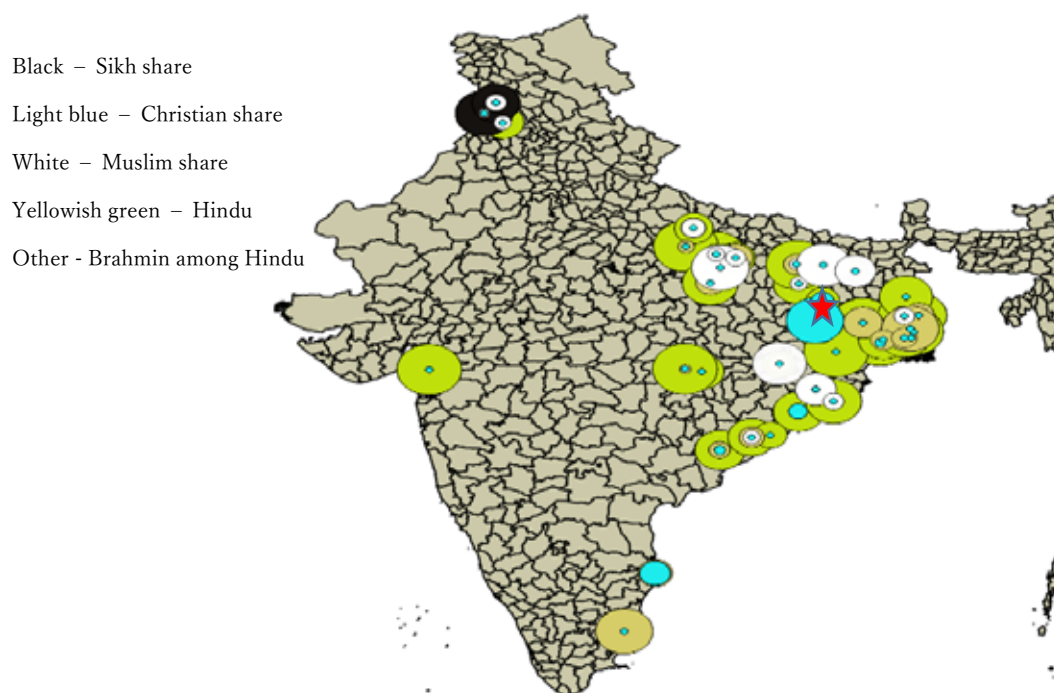 Black – Sikh share
Light blue – Christian share
White – Muslim share
Yellowish green – Hindu
Other - Brahmin among Hindu